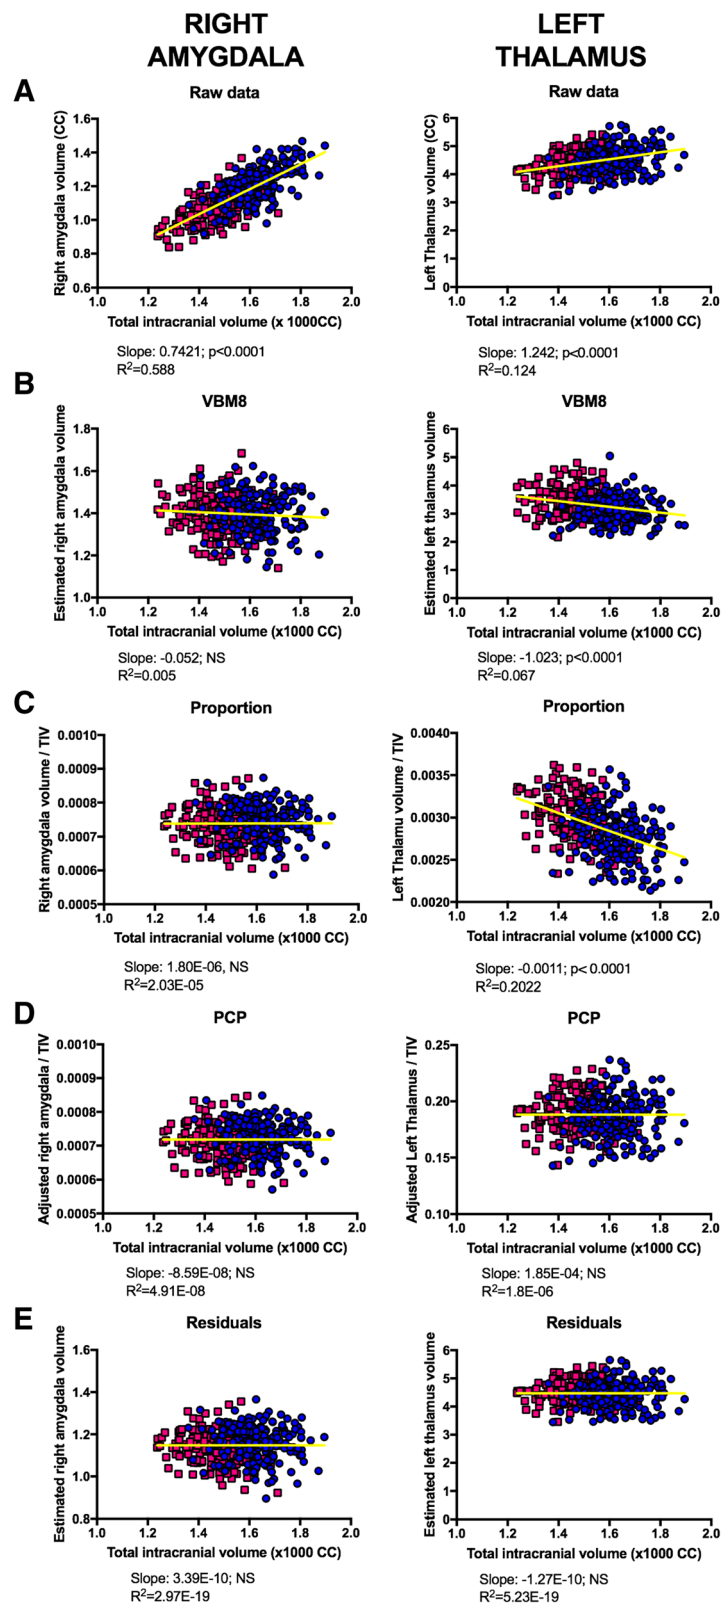 RIGHT AMYGDALA
LEFT THALAMUS
A
Raw data
Right amygdala volume (CC)
1.6
1.4
1.2
1.0
0.8
0.6
1.0 1.2 1.4 1.6 1.8 2.0
Total intracranial volume (x 1000CC)
Slope: 0.7421; p<0.0001
R²=0.588
Raw data
Left Thalamus volume (CC)
6
5
4
3
2
1
0
1.0 1.2 1.4 1.6 1.8 2.0
Total intracranial volume (x1000 CC)
Slope: 1.242; p<0.0001
R²=0.124
B
VBM8
Estimated right amygdala volume
1.8
1.6
1.4
1.2
1.0
1.0 1.2 1.4 1.6 1.8 2.0
Total intracranial volume (x1000 CC)
Slope: -0.052; NS
R²=0.005
VBM8
Estimated left thalamus volume
6
5
4
3
2
1
0
1.0 1.2 1.4 1.6 1.8 2.0
Total intracranial volume (x1000 CC)
Slope: -1.023; p<0.0001
R²=0.067
C
Proportion
Right amygdala volume / TIV
0.0010
0.0009
0.0008
0.0007
0.0006
0.0005
1.0 1.2 1.4 1.6 1.8 2.0
Total intracranial volume (x1000 CC)
Slope: 1.80E-06, NS
R²=2.03E-05
Proportion
Left Thalamu volume / TIV
0.0040
0.0035
0.0030
0.0025
0.0020
1.0 1.2 1.4 1.6 1.8 2.0
Total intracranial volume (x1000 CC)
Slope: -0.0011; p< 0.0001
R²=0.2022
D
PCP
Adjusted right amygdala / TIV
0.0010
0.0009
0.0008
0.0007
0.0006
0.0005
1.0 1.2 1.4 1.6 1.8 2.0
Total intracranial volume (x1000 CC)
Slope: -8.59E-08; NS
R²=4.91E-08
PCP
Adjusted Left Thalamus / TIV
0.25
0.20
0.15
0.10
1.0 1.2 1.4 1.6 1.8 2.0
Total intracranial volume (x1000 CC)
Slope: 1.85E-04; NS
R²=1.8E-06
E
Residuals
Estimated right amygdala volume
1.6
1.4
1.2
1.0
0.8
1.0 1.2 1.4 1.6 1.8 2.0
Total intracranial volume (x1000 CC)
Slope: 3.39E-10; NS
R²=2.97E-19
Residuals
Estimated left thalamus volume
6
5
4
3
2
1
0
1.0 1.2 1.4 1.6 1.8 2.0
Total intracranial volume (x1000 CC)
Slope: -1.27E-10; NS
R²=5.23E-19